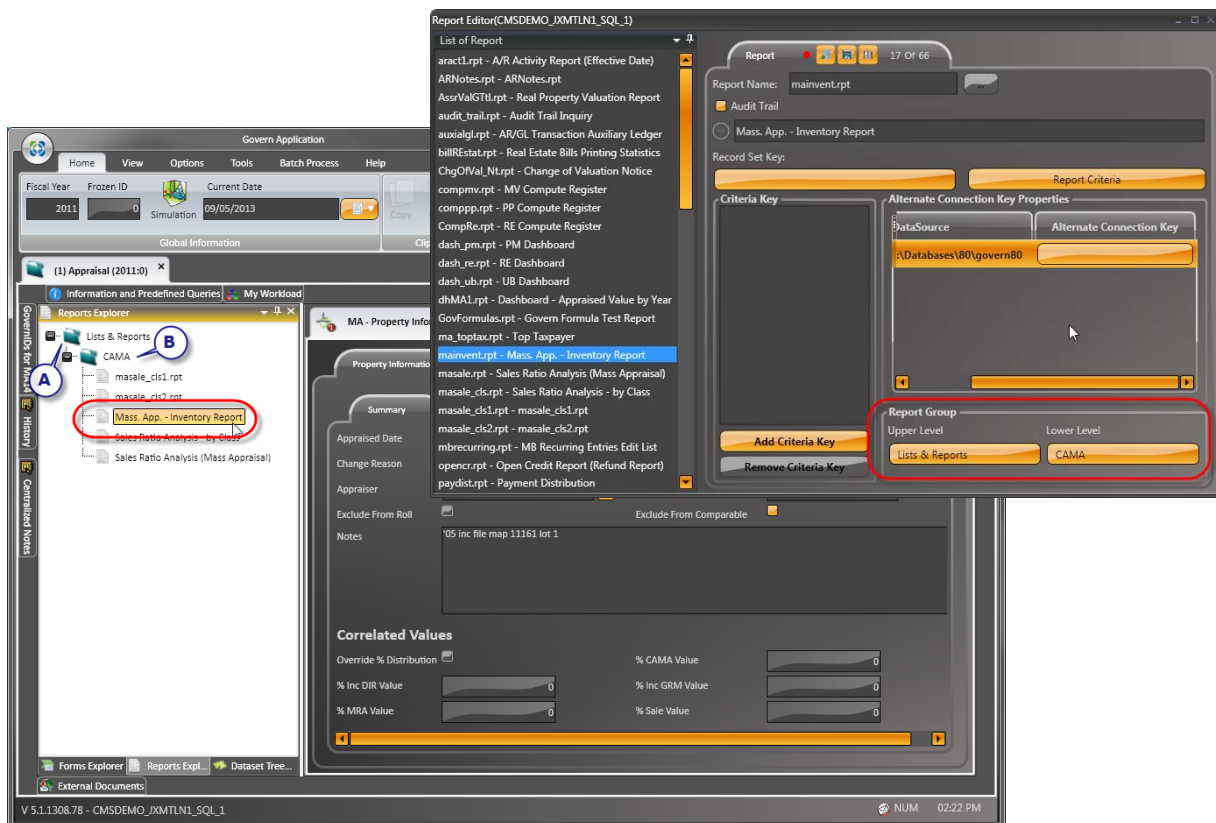 Report Editor(CMSDEMO_JXMTLN1_SQL_1)
List of Report
aract1.rpt - A/R Activity Report (Effective Date)
ARNotes.rpt - ARNotes.rpt
AssrValGTtl.rpt - Real Property Valuation Report
audit_trail.rpt - Audit Trail Inquiry
auxialgl.rpt - AR/GL Transaction Auxiliary Ledger
billREstat.rpt - Real Estate Bills Printing Statistics
ChgOfVal_Nt.rpt - Change of Valuation Notice
compmv.rpt - MV Compute Register
comppp.rpt - PP Compute Register
CompRe.rpt - RE Compute Register
dash_pm.rpt - PM Dashboard
dash_re.rpt - RE Dashboard
dash_ub.rpt - UB Dashboard
dhMA1.rpt - Dashboard - Appraised Value by Year
GovFormulas.rpt - Govern Formula Test Report
ma_toptax.rpt - Top Taxpayer
mainvent.rpt - Mass. App. - Inventory Report
masale.rpt - Sales Ratio Analysis (Mass Appraisal)
masale_cls.rpt - Sales Ratio Analysis - by Class
masale_cls1.rpt - masale_cls1.rpt
masale_cls2.rpt - masale_cls2.rpt
mbrecurring.rpt - MB Recurring Entries Edit List
opencr.rpt - Open Credit Report (Refund Report)
paydist.rpt - Payment Distribution
Report 17 Of 66
Report Name: mainvent.rpt ...
Audit Trail
Mass. App. - Inventory Report
Record Set Key:
Report Criteria
Criteria Key
Add Criteria Key
Remove Criteria Key
Alternate Connection Key Properties
DataSource Alternate Connection Key
:\Databases\80\govern80
Report Group
Upper Level Lower Level
Lists & Reports CAMA
Govern Application
Home View Options Tools Batch Process Help
Fiscal Year Frozen ID Current Date
2011 0 Simulation 09/05/2013
Copy
Global Information Clip
(1) Appraisal (2011:0) ×
Information and Predefined Queries My Workload
GovernIDs for MA14
History
Centralized Notes
Reports Explorer
Lists & Reports
B
CAMA
A
masale_cls1.rpt
masale_cls2.rpt
Mass. App. - Inventory Report
Sales Ratio Analysis - by Class
Sales Ratio Analysis (Mass Appraisal)
Forms Explorer Reports Expl... Dataset Tree...
External Documents
MA - Property Infor
Property Informatio
Summary
Appraised Date
Change Reason
Appraiser
Exclude From Roll Exclude From Comparable
Notes '05 inc file map 11161 lot 1
Correlated Values
Override % Distribution % CAMA Value 0
% Inc DIR Value 0 % Inc GRM Value 0
% MRA Value 0 % Sale Value 0
V 5.1.1308.78 - CMSDEMO_JXMTLN1_SQL_1 NUM 02:22 PM